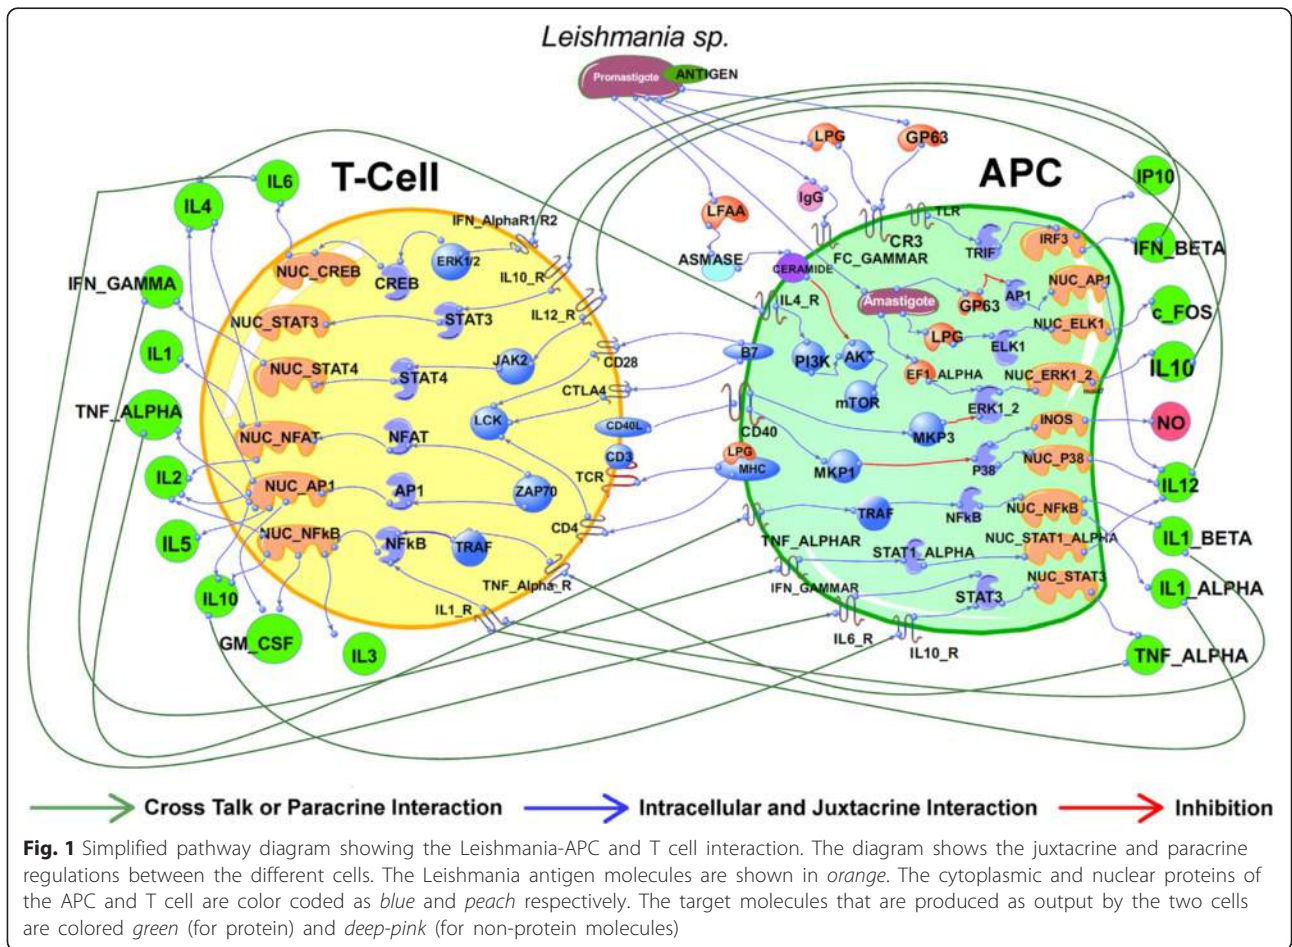 Leishmania sp.
Promastigote
ANTIGEN
LPG
GP63
T-Cell
APC
IL6
IL4
IFN_GAMMA
IL1
TNF_ALPHA
IL2
IL5
IL10
GM_CSF
IL3
IFN_AlphaR1/R2
ERK1/2
IL10_R
NUC_CREB
CREB
IL12_R
NUC_STAT3
STAT3
JAK2
CD28
NUC_STAT4
STAT4
CTLA4
LCK
CD40L
NUC_NFAT
NFAT
CD3
TCR
NUC_AP1
AP1
ZAP70
CD4
NUC_NFkB
NFkB
TRAF
TNF_Alpha_R
IL1_R
LFAA
IgG
ASMASE
CERAMIDE
TLR
CR3
FC_GAMMAR
TRIF
IRF3
IL4_R
Amastigote
GP63
AP1
NUC_AP1
B7
PI3K
AKT
LPG
ELK1
NUC_ELK1
mTOR
EF1_ALPHA
ERK1_2
NUC_ERK1_2
CD40
MKP3
INOS
LPG
MHC
MKP1
P38
NUC_P38
TRAF
NFkB
NUC_NFkB
TNF_ALPHAR
STAT1_ALPHA
NUC_STAT1_ALPHA
IFN_GAMMAR
STAT3
NUC_STAT3
IL6_R
IL10_R
IP10
IFN_BETA
c_FOS
IL10
NO
IL12
IL1_BETA
IL1_ALPHA
TNF_ALPHA
Cross Talk or Paracrine Interaction
Intracellular and Juxtacrine Interaction
Inhibition
Fig. 1 Simplified pathway diagram showing the Leishmania-APC and T cell interaction. The diagram shows the juxtacrine and paracrine
regulations between the different cells. The Leishmania antigen molecules are shown in orange. The cytoplasmic and nuclear proteins of
the APC and T cell are color coded as blue and peach respectively. The target molecules that are produced as output by the two cells
are colored green (for protein) and deep-pink (for non-protein molecules)